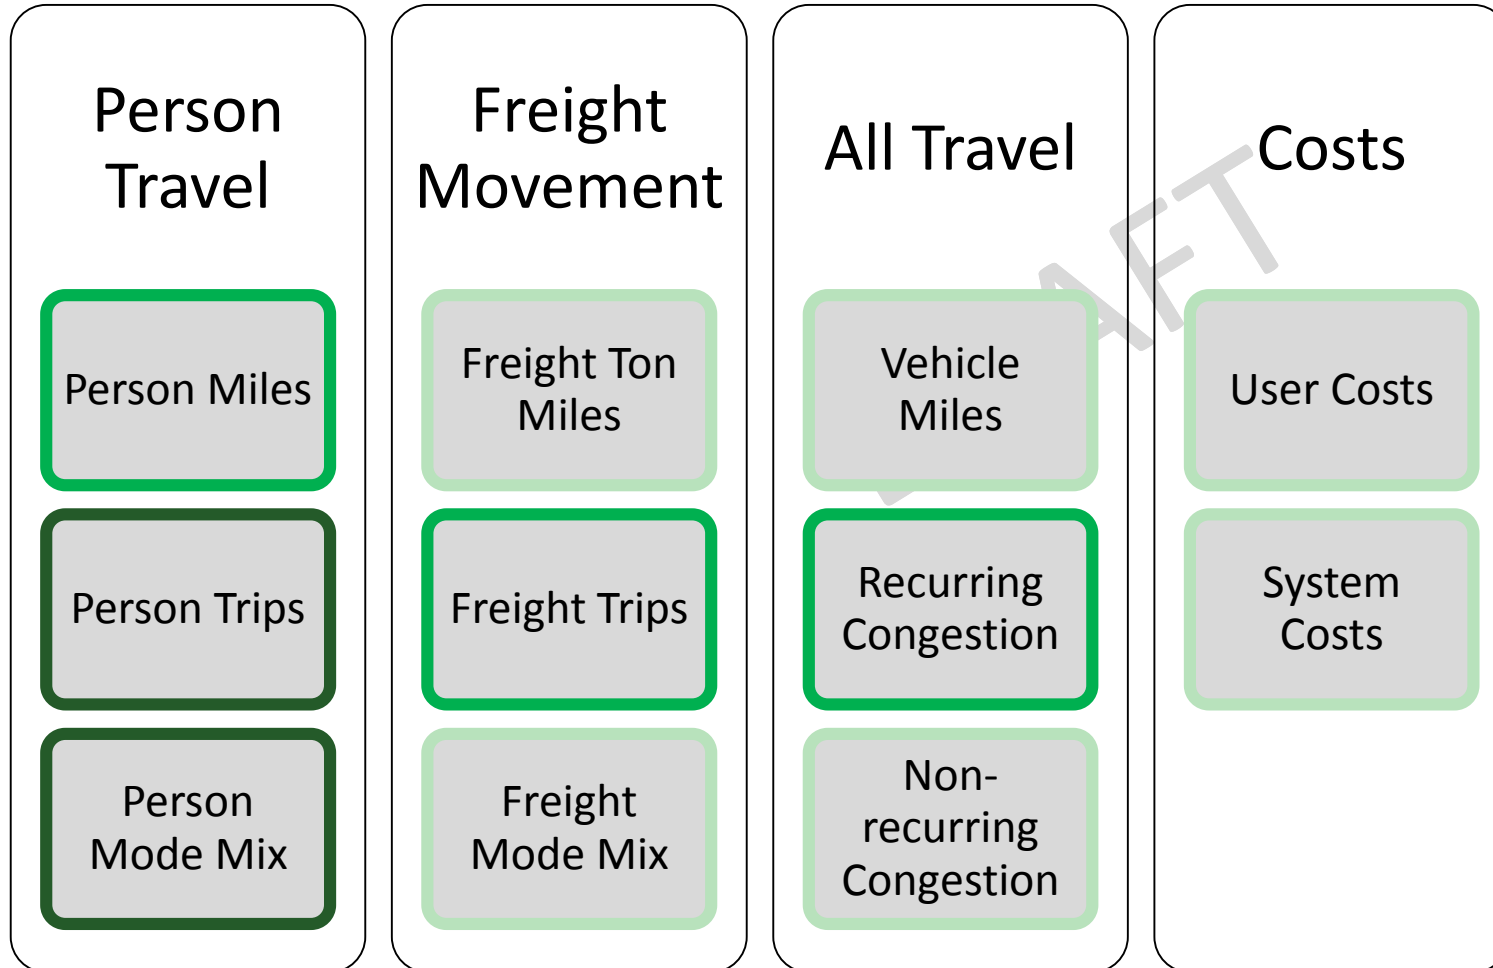 Person
Travel
Person Miles
Person Trips
Person
Mode Mix
Freight
Movement
Freight Ton
Miles
Freight Trips
Freight
Mode Mix
All Travel
Vehicle
Miles
Recurring
Congestion
Non-
recurring
Congestion
Costs
User Costs
System
Costs
AFT